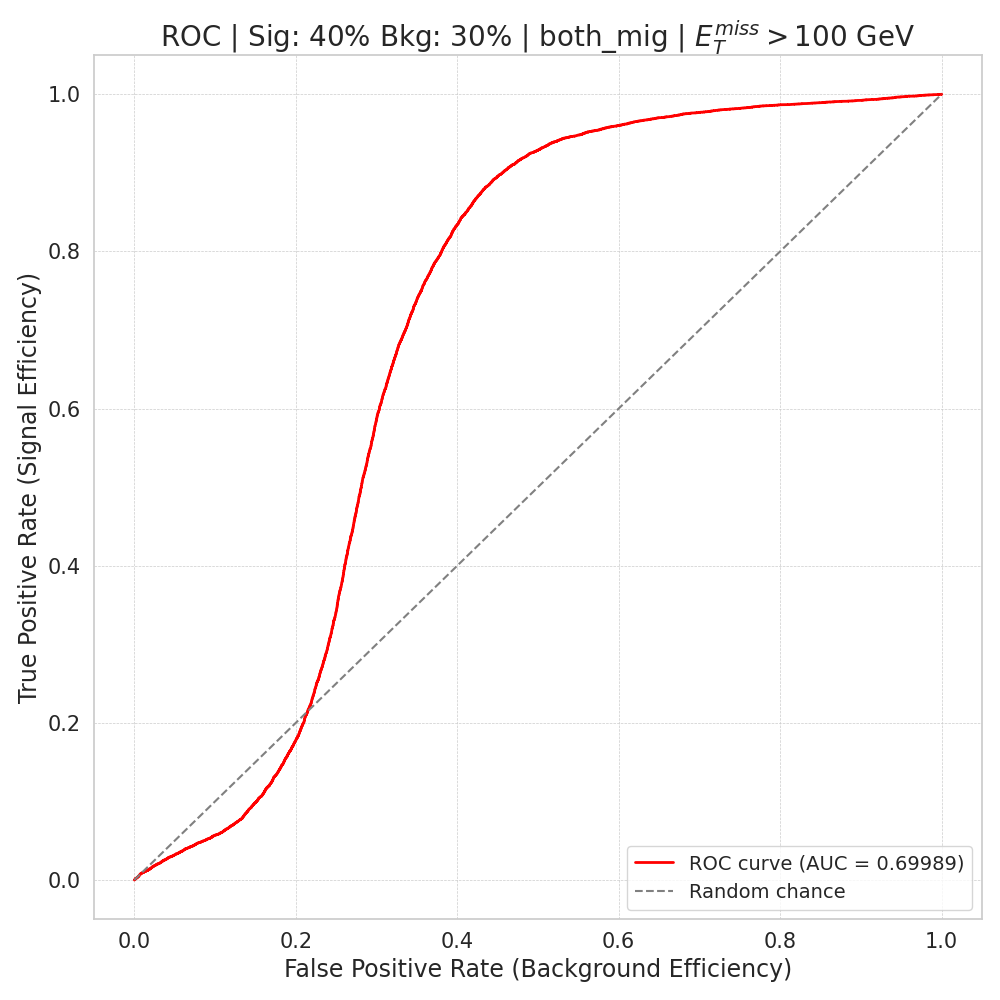 ROC | Sig: 40% Bkg: 30% | both_mig | $E_T^{miss} > 100$ GeV
True Positive Rate (Signal Efficiency)
1.0
0.8
0.6
0.4
0.2
0.0
ROC curve (AUC = 0.69989)
Random chance
0.0 0.2 0.4 0.6 0.8 1.0
False Positive Rate (Background Efficiency)